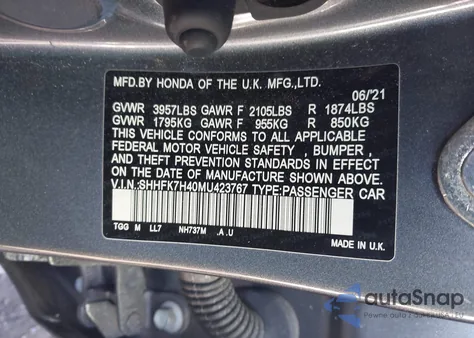 MFD.BY HONDA OF THE U.K. MFG.,LTD.
06/21
GVWR 3957LBS GAWR F 2105LBS R 1874LBS
GVWR 1795KG GAWR F 955KG R 850KG
THIS VEHICLE CONFORMS TO ALL APPLICABLE
FEDERAL MOTOR VEHICLE SAFETY , BUMPER ,
AND THEFT PREVENTION STANDARDS IN EFFECT
ON THE DATE OF MANUFACTURE SHOWN ABOVE.
V.I.N.:SHHFK7H40MU423767 TYPE:PASSENGER CAR
TGG M LL7 NH737M .A.U
MADE IN U.K.
autoSnap